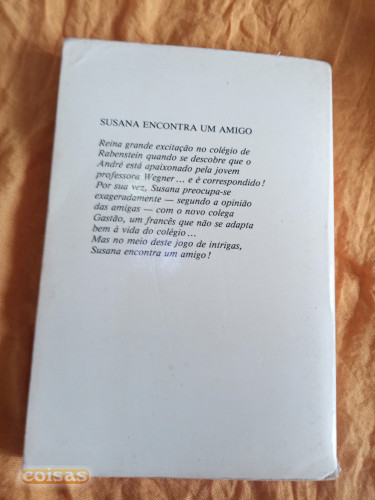 SUSANA ENCONTRA UM AMIGO
Reina grande excitação no colégio de
Rabenstein quando se descobre que o
André está apaixonado pela jovem
professora Wegner... e é correspondido!
Por sua vez, Susana preocupa-se
exageradamente — segundo a opinião
das amigas — com o novo colega
Gastão, um francês que não se adapta
bem à vida do colégio...
Mas no meio deste jogo de intrigas,
Susana encontra um amigo!
coisas